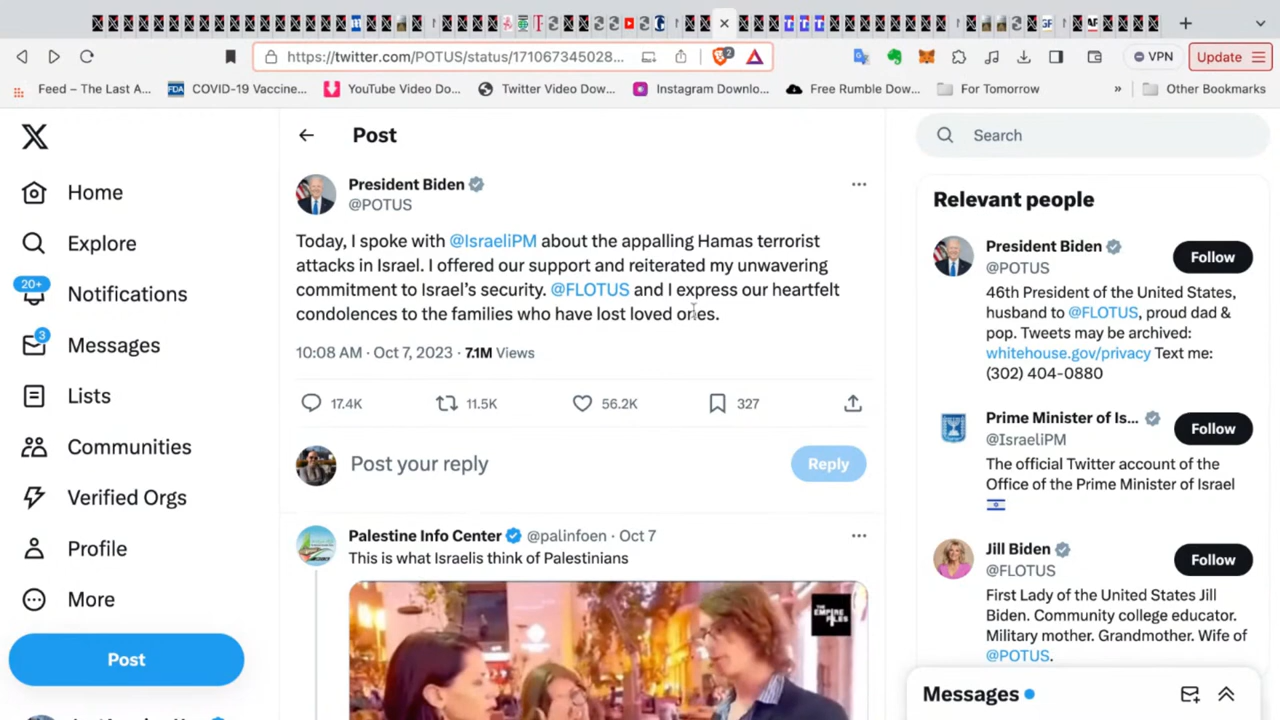 https://twitter.com/POTUS/status/171067345028...
2
VPN
Update
Feed – The Last A...
COVID-19 Vaccine...
YouTube Video Do...
Twitter Video Dow...
Instagram Downlo...
Free Rumble Dow...
For Tomorrow
»
Other Bookmarks
Home
Explore
20+
Notifications
3
Messages
Lists
Communities
Verified Orgs
Profile
More
Post
Post
President Biden
@POTUS
Today, I spoke with @IsraeliPM about the appalling Hamas terrorist
attacks in Israel. I offered our support and reiterated my unwavering
commitment to Israel's security. @FLOTUS and I express our heartfelt
condolences to the families who have lost loved ones.
10:08 AM · Oct 7, 2023 · 7.1M Views
17.4K
11.5K
56.2K
327
Post your reply
Reply
Palestine Info Center @palinfoen · Oct 7
This is what Israelis think of Palestinians
THE
EMPIRE
FILES
Search
Relevant people
President Biden
@POTUS
Follow
46th President of the United States,
husband to @FLOTUS, proud dad &
pop. Tweets may be archived:
whitehouse.gov/privacy Text me:
(302) 404-0880
Prime Minister of Is...
@IsraeliPM
Follow
The official Twitter account of the
Office of the Prime Minister of Israel
Jill Biden
@FLOTUS
Follow
First Lady of the United States Jill
Biden. Community college educator.
Military mother. Grandmother. Wife of
@POTUS.
Messages